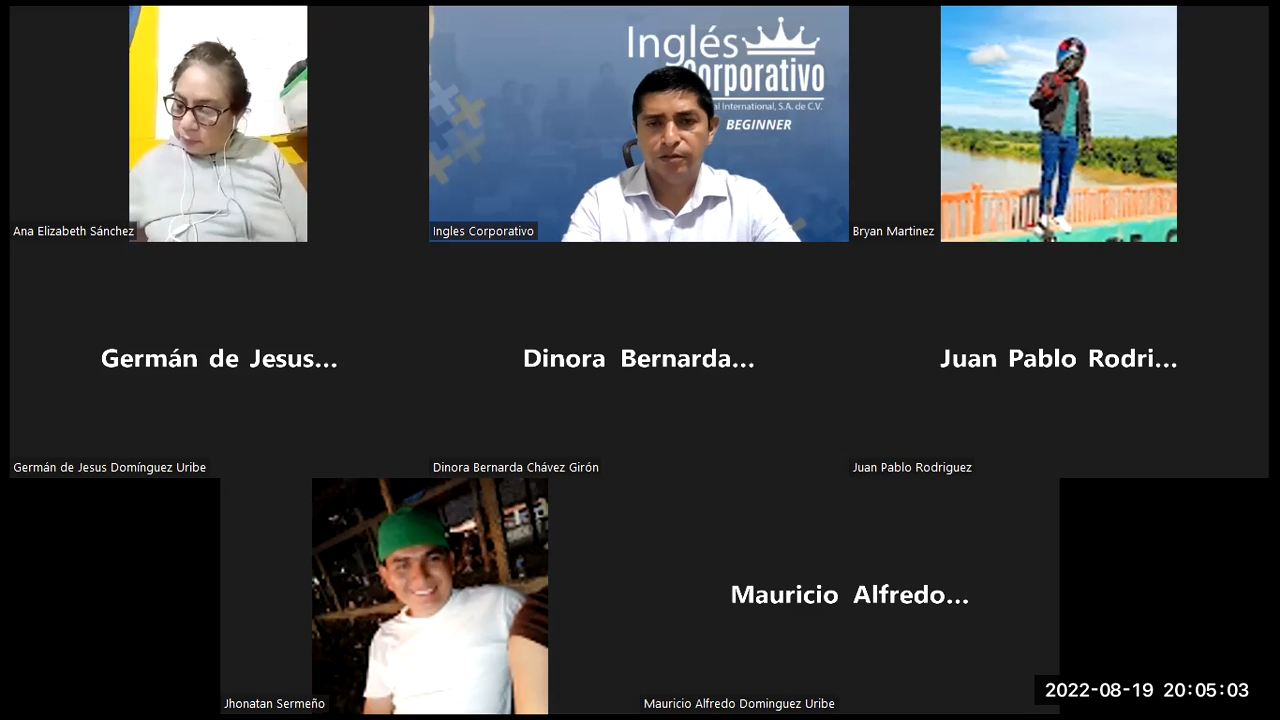 Inglés
Corporativo
al International, S.A. de C.V.
BEGINNER
Ana Elizabeth Sánchez
Ingles Corporativo
Bryan Martinez
Germán de Jesus...
Dinora Bernarda...
Juan Pablo Rodri...
Germán de Jesus Domínguez Uribe
Dinora Bernarda Chávez Girón
Juan Pablo Rodriguez
Mauricio Alfredo...
Jhonatan Sermeño
Mauricio Alfredo Dominguez Uribe
2022-08-19 20:05:03